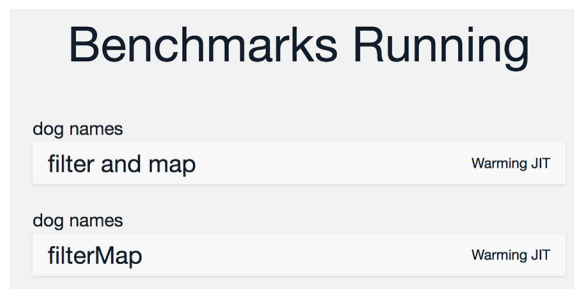 Benchmarks Running
dog names
filter and map
Warming JIT
dog names
filterMap
Warming JIT